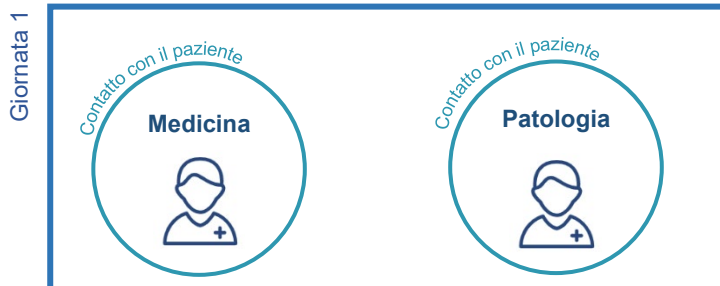 Giornata 1
Contatto con il paziente
Medicina
Contatto con il paziente
Patologia